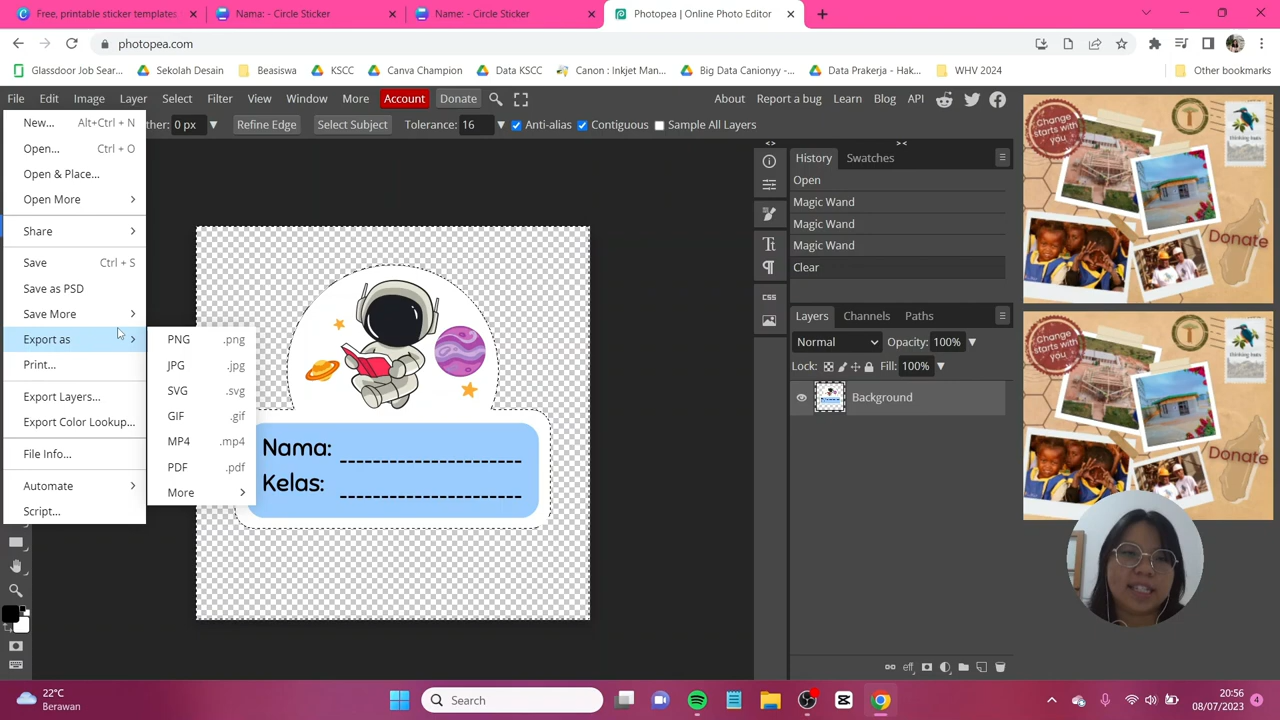 Free, printable sticker templates
Nama: - Circle Sticker
Name: - Circle Sticker
Photopea | Online Photo Editor
photopea.com
Glassdoor Job Sear...
Sekolah Desain
Beasiswa
KSCC
Canva Champion
Data KSCC
Canon : Inkjet Man...
Big Data Canionyy -...
Data Prakerja - Hak...
WHV 2024
Other bookmarks
File Edit Image Layer Select Filter View Window More Account Donate
About Report a bug Learn Blog API
ther: 0 px Refine Edge Select Subject Tolerance: 16 Anti-alias Contiguous Sample All Layers
New... Alt+Ctrl + N
Open... Ctrl + O
Open & Place...
Open More
Share
Save Ctrl + S
Save as PSD
Save More
Export as
Print...
Export Layers...
Export Color Lookup...
File Info...
Automate
Script...
PNG .png
JPG .jpg
SVG .svg
GIF .gif
MP4 .mp4
PDF .pdf
More
Nama:
Kelas:
css
History Swatches
Open
Magic Wand
Magic Wand
Magic Wand
Clear
Layers Channels Paths
Normal Opacity: 100%
Lock: Fill: 100%
Background
eff
Change
starts with
you
thinking twice
Donate
Change
starts with
you
thinking twice
Donate
22°C
Berawan
Search
20:56
08/07/2023
4